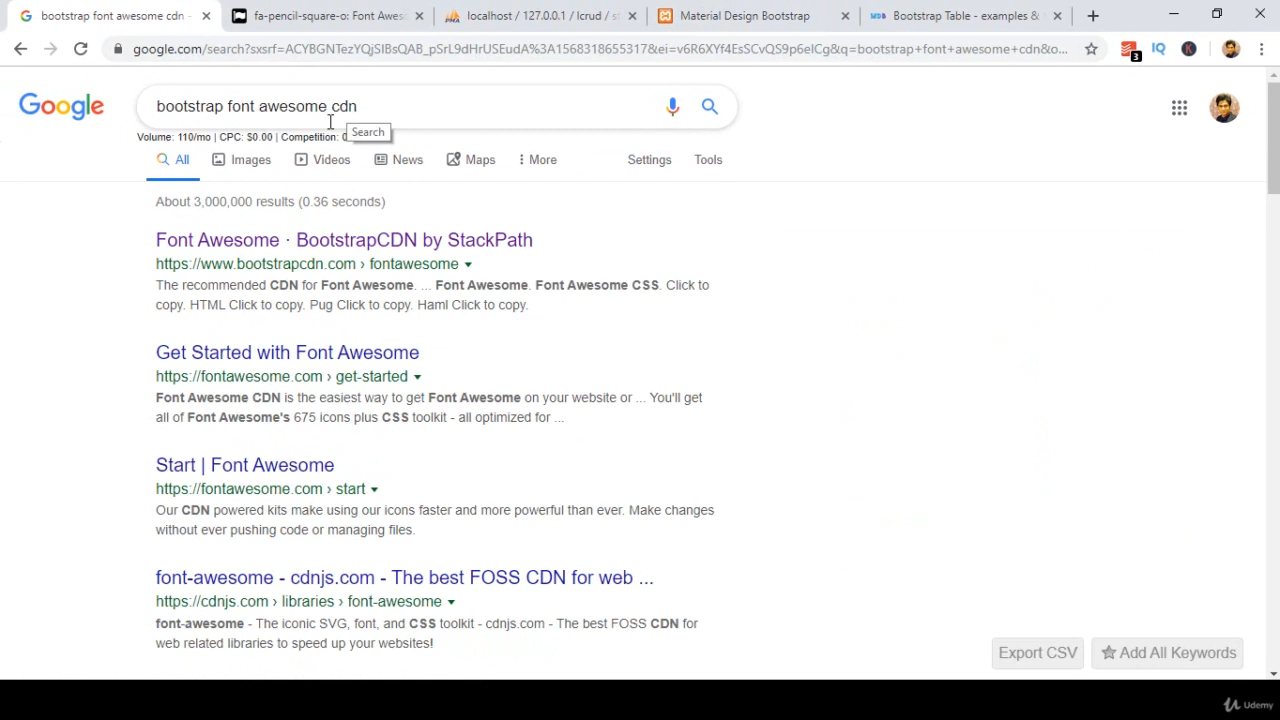 bootstrap font awesome cdn -
fa-pencil-square-o: Font Awes
localhost / 127.0.0.1 / lcrud / st
Material Design Bootstrap
Bootstrap Table - examples &
google.com/search?sxsrf=ACYBGNTezYQjSIBsQAB_pSrL9dHrUSEudA%3A1568318655317&ei=v6R6XYf4EsSCvQS9p6eICg&q=bootstrap+font+awesome+cdn&o...
3
IQ
K
Google
bootstrap font awesome cdn
Volume: 110/mo | CPC: $0.00 | Competition: 0
Search
All
Images
Videos
News
Maps
More
Settings
Tools
About 3,000,000 results (0.36 seconds)
Font Awesome · BootstrapCDN by StackPath
https://www.bootstrapcdn.com › fontawesome
The recommended CDN for Font Awesome. ... Font Awesome. Font Awesome CSS. Click to
copy. HTML Click to copy. Pug Click to copy. Haml Click to copy.
Get Started with Font Awesome
https://fontawesome.com › get-started
Font Awesome CDN is the easiest way to get Font Awesome on your website or ... You'll get
all of Font Awesome's 675 icons plus CSS toolkit - all optimized for ...
Start | Font Awesome
https://fontawesome.com › start
Our CDN powered kits make using our icons faster and more powerful than ever. Make changes
without ever pushing code or managing files.
font-awesome - cdnjs.com - The best FOSS CDN for web ...
https://cdnjs.com › libraries › font-awesome
font-awesome - The iconic SVG, font, and CSS toolkit - cdnjs.com - The best FOSS CDN for
web related libraries to speed up your websites!
Export CSV
Add All Keywords
Udemy